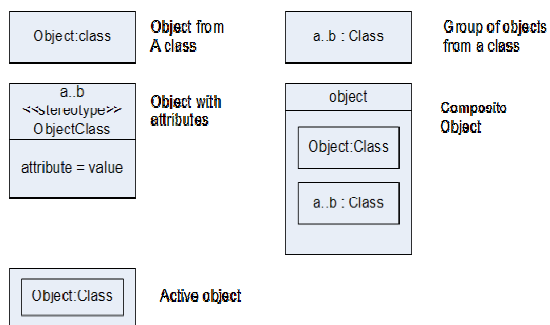 Object:class
Object from
A class
a..b : Class
Group of objects
from a class
a..b
<<stereotype>>
ObjectClass
attribute = value
Object with
attributes
object
Object:Class
a..b : Class
Composito
Object
Object:Class
Active object